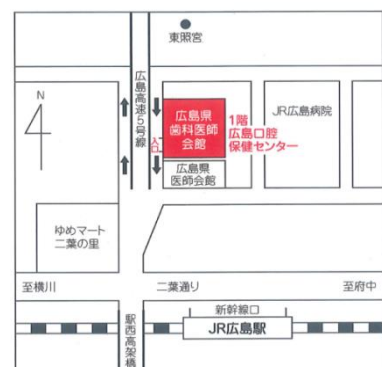 東照宮
N
広島高速5号線
広島県
歯科医師
会館
入口
1階
広島口腔
保健センター
JR広島病院
広島県
医師会館
ゆめマート
二葉の里
至横川
二葉通り
至府中
駅西高架橋
新幹線口
JR広島駅